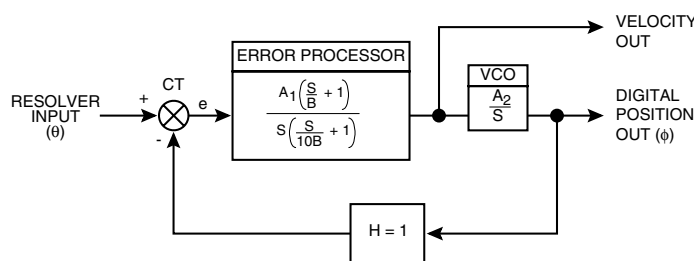 VELOCITY
OUT
ERROR PROCESSOR
CT
VCO
RESOLVER
INPUT
(θ)
+
-
e
A1(S/B + 1)
S(S/10B + 1)
A2
S
DIGITAL
POSITION
OUT (ϕ)
H = 1